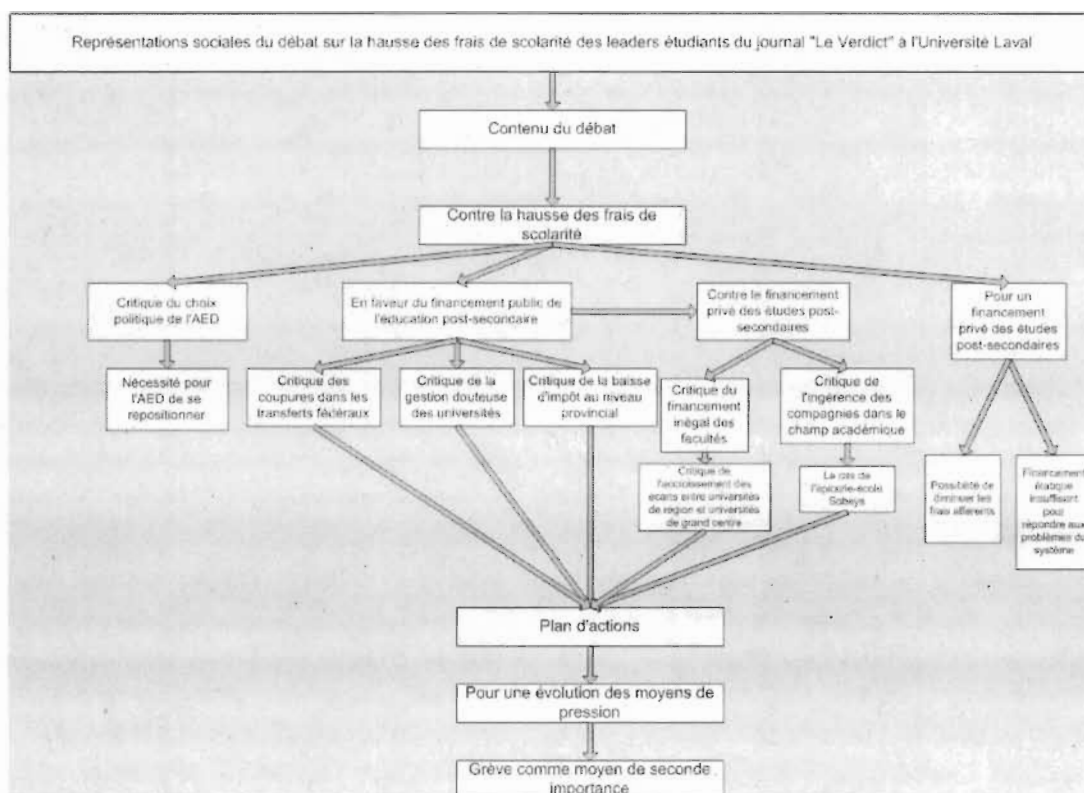 Représentations sociales du débat sur la hausse des frais de scolarité des leaders étudiants du journal "Le Verdict" à l'Université Laval
Contenu du débat
Contre la hausse des frais de
scolarité
Critique du choix
politique de l'AED
En faveur du financement public de
l'éducation post-secondaire
Contre le financement
privé des études post-
secondaires
Pour un
financement
privé des études
post-secondaires
Nécessité pour
l'AED de se
repositionner
Critique des
coupures dans les
transferts fédéraux
Critique de la
gestion douteuse
des universités
Critique de la baisse
d'impôt au niveau
provincial
Critique du
financement
inégal des
facultés
Critique de
l'ingérence des
compagnies dans le
champ académique
Critique de
l'accroissement des
écarts entre universités
de région et universités
de grand centre
Le cas de
l'épicerie-école
Sobeys
Possibilité de
diminuer les
frais afférents
Financement
étatique
insuffisant
pour
répondre aux
problèmes du
système
Plan d'actions
Pour une évolution des moyens de
pression
Grève comme moyen de seconde
importance